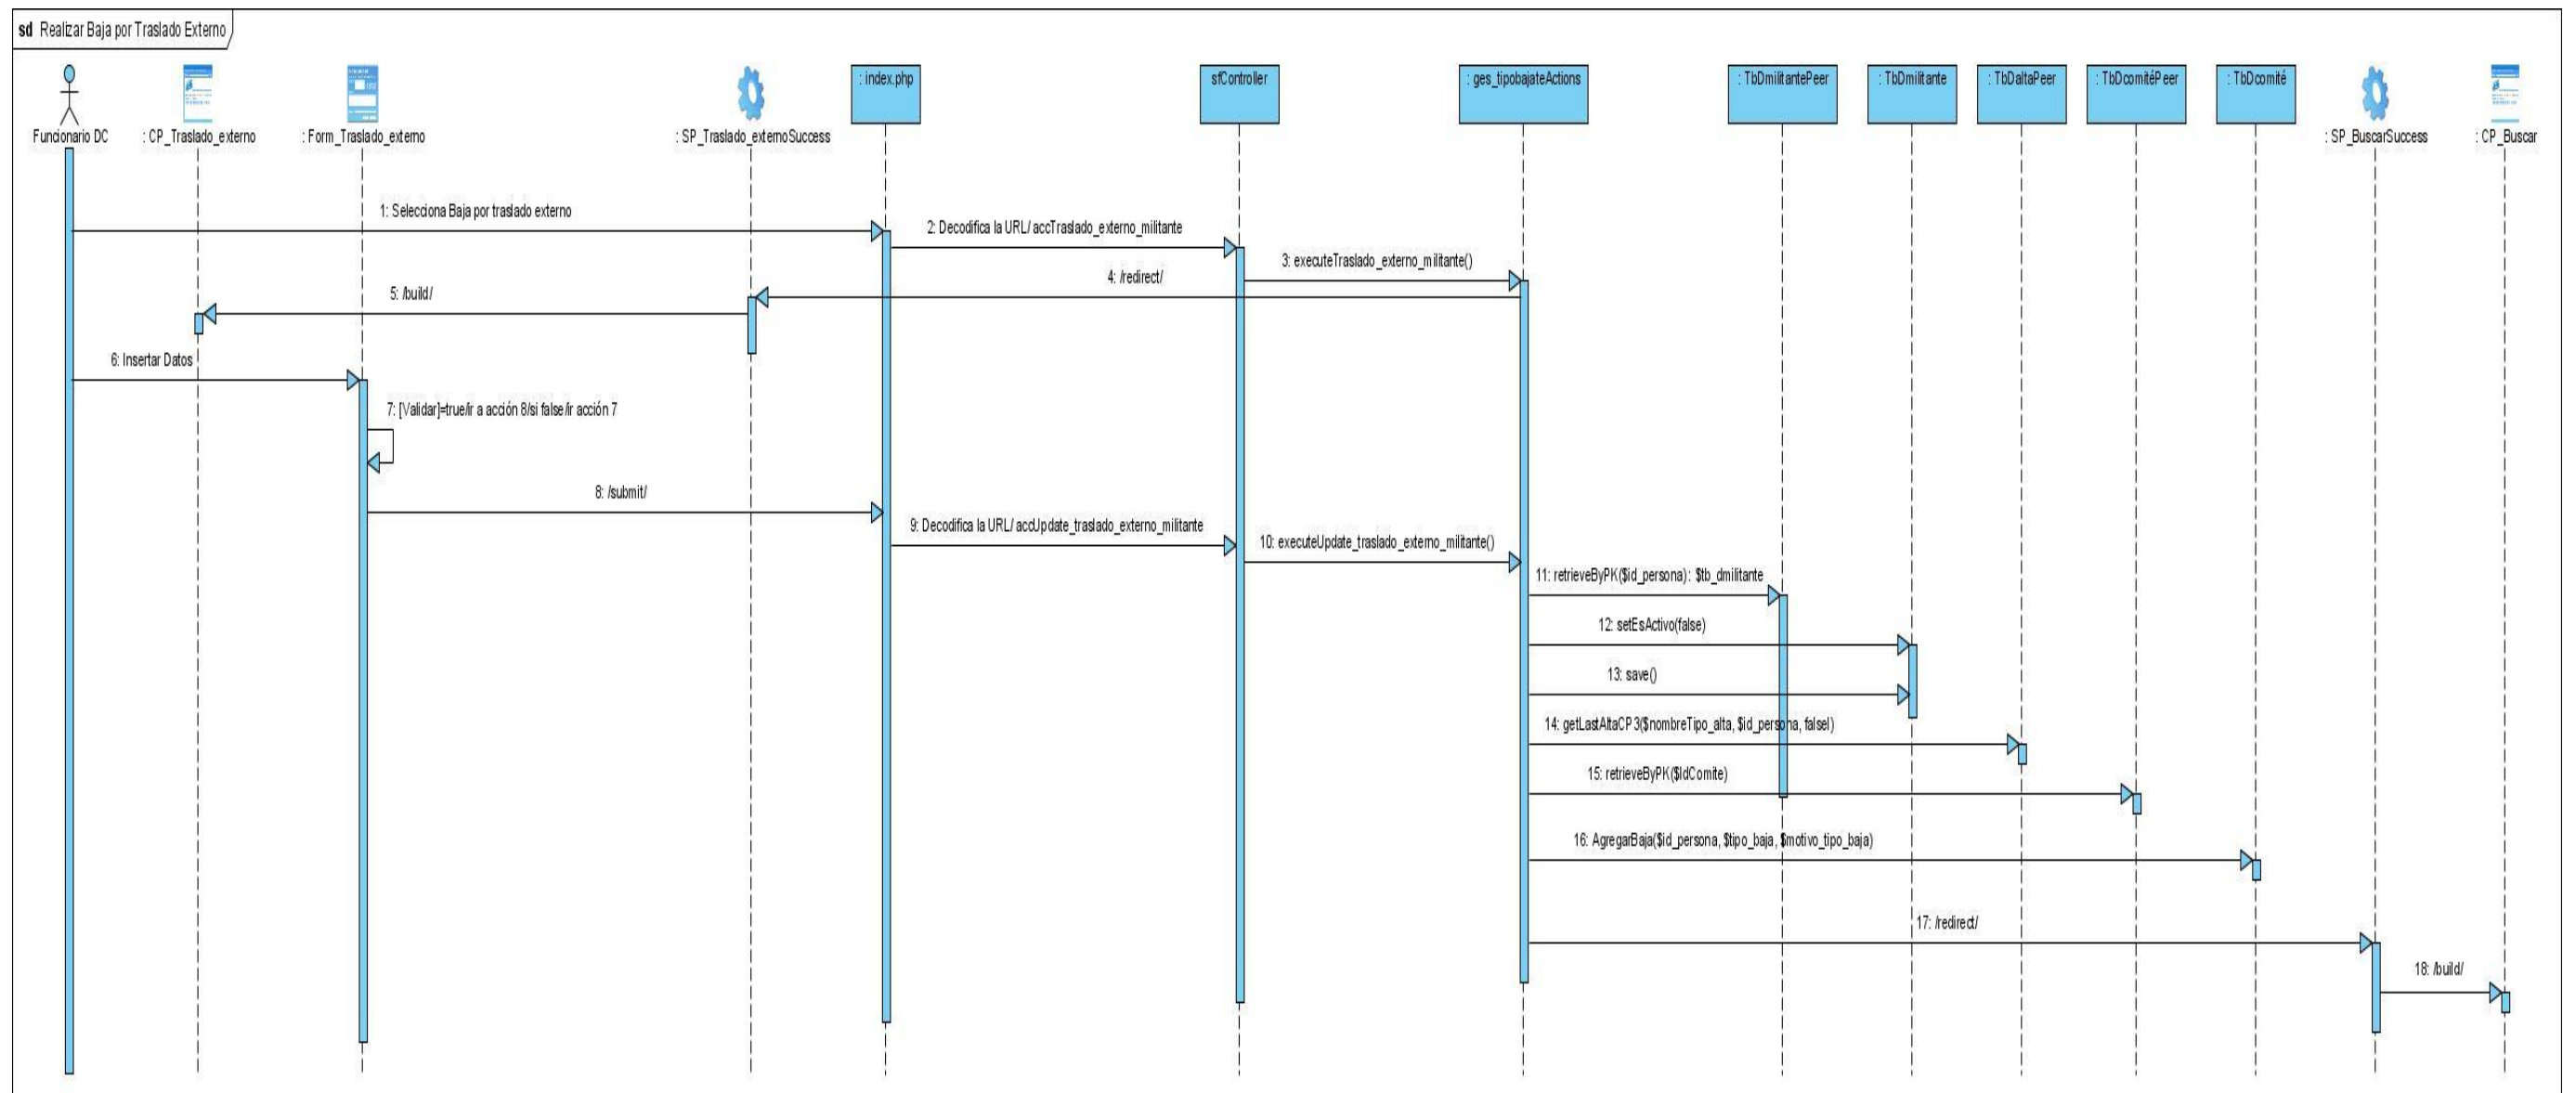 sd Realizar Baja por Traslado Externo
Funcionario DC
: CP_Traslado_externo
: Form_Traslado_externo
: SP_Traslado_externoSuccess
: index.php
sfController
: ges_tipobajateActions
: TbDmilitantePeer
: TbDmilitante
: TbDaltaPeer
: TbDcomitéPeer
: TbDcomité
: SP_BuscarSuccess
: CP_Buscar
1: Selecciona Baja por traslado externo
2: Decodifica la URL/ accTraslado_externo_militante
3: executeTraslado_externo_militante()
4: /redirect/
5: /build/
6: Insertar Datos
7: [Validar]=true/ir a acción 8/si false/ir acción 7
8: /submit/
9: Decodifica la URL/ accUpdate_traslado_externo_militante
10: executeUpdate_traslado_externo_militante()
11: retrieveByPK($id_persona): $tb_dmilitante
12: setEsActivo(false)
13: save()
14: getLastAltaCP3($nombreTipo_alta, $id_persona, falsel)
15: retrieveByPK($IdComite)
16: AgregarBaja($id_persona, $tipo_baja, $motivo_tipo_baja)
17: /redirect/
18: /build/